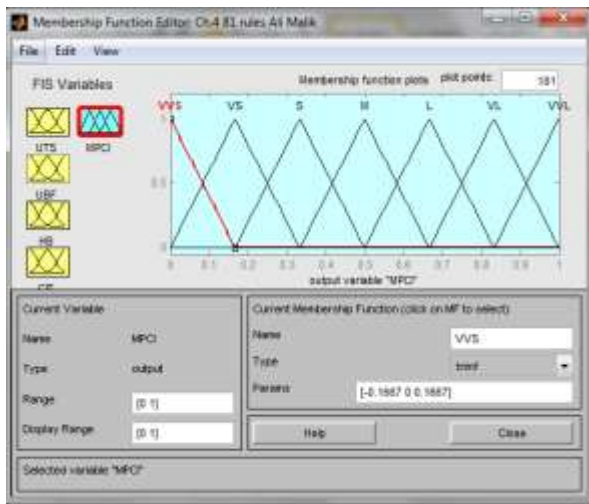 Membership Function Editor: Ch.4 81 rules Ali Malik
File Edit View
FIS Variables
Membership function plots plot points: 181
VVS VS S M L VL VVL
UTS MPCI
UBF
HB
CE
1
0.5
0
0 0.1 0.2 0.3 0.4 0.5 0.6 0.7 0.8 0.9 1
output variable "MPCI"
Current Variable
Name MPCI
Type output
Range [0 1]
Display Range [0 1]
Current Membership Function (click on MF to select)
Name VVS
Type trimf
Params [-0.1667 0 0.1667]
Help Close
Selected variable "MPCI"